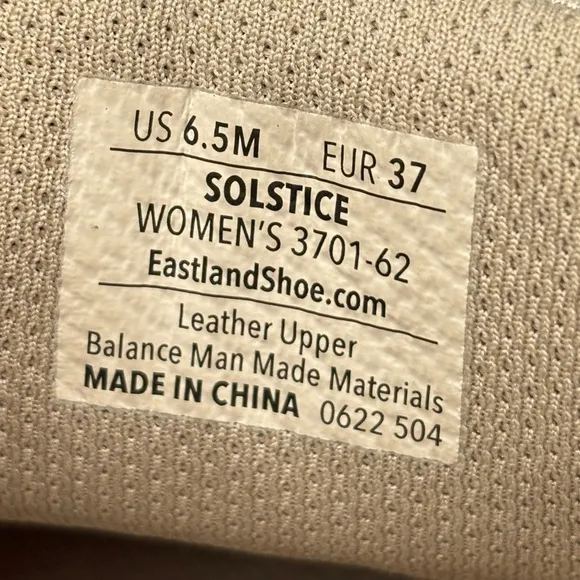 US 6.5M EUR 37
SOLSTICE
WOMEN'S 3701-62
EastlandShoe.com
Leather Upper
Balance Man Made Materials
MADE IN CHINA 0622 504